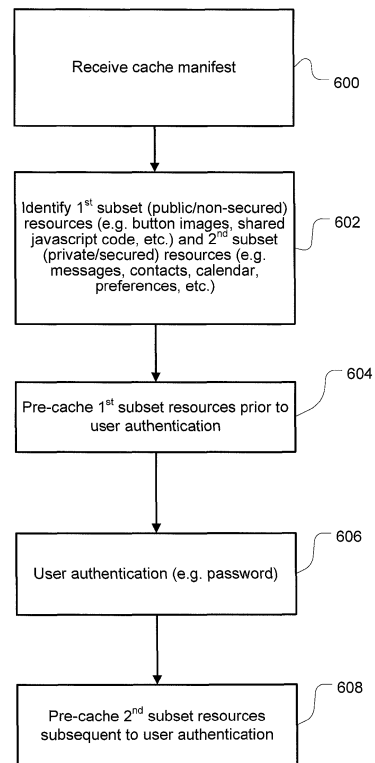 Receive cache manifest
600
Identify 1st subset (public/non-secured)
resources (e.g. button images, shared
javascript code, etc.) and 2nd subset
(private/secured) resources (e.g.
messages, contacts, calendar,
preferences, etc.)
602
604
Pre-cache 1st subset resources prior to
user authentication
606
User authentication (e.g. password)
608
Pre-cache 2nd subset resources
subsequent to user authentication